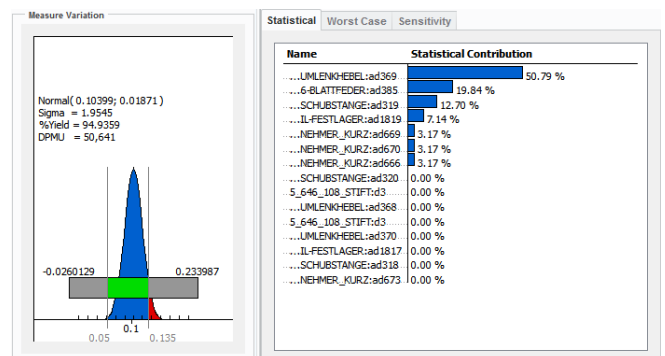 Measure Variation
Normal( 0.10399; 0.01871 )
Sigma = 1.9545
%Yield = 94.9359
DPMU = 50,641
-0.0260129 0.233987
0.1
0.05 0.135
Statistical Worst Case Sensitivity
Name Statistical Contribution
...UMLENKHEBEL:ad369 50.79 %
...6-BLATTFEDER:ad385 19.84 %
...SCHUBSTANGE:ad319 12.70 %
...IL-FESTLAGER:ad1819 7.14 %
...NEHMER_KURZ:ad669 3.17 %
...NEHMER_KURZ:ad670 3.17 %
...NEHMER_KURZ:ad666 3.17 %
...SCHUBSTANGE:ad320 0.00 %
5_646_108_STIFT:d3 0.00 %
...UMLENKHEBEL:ad368 0.00 %
5_646_108_STIFT:d3 0.00 %
...UMLENKHEBEL:ad370 0.00 %
...IL-FESTLAGER:ad1817 0.00 %
...SCHUBSTANGE:ad318 0.00 %
...NEHMER_KURZ:ad673 0.00 %